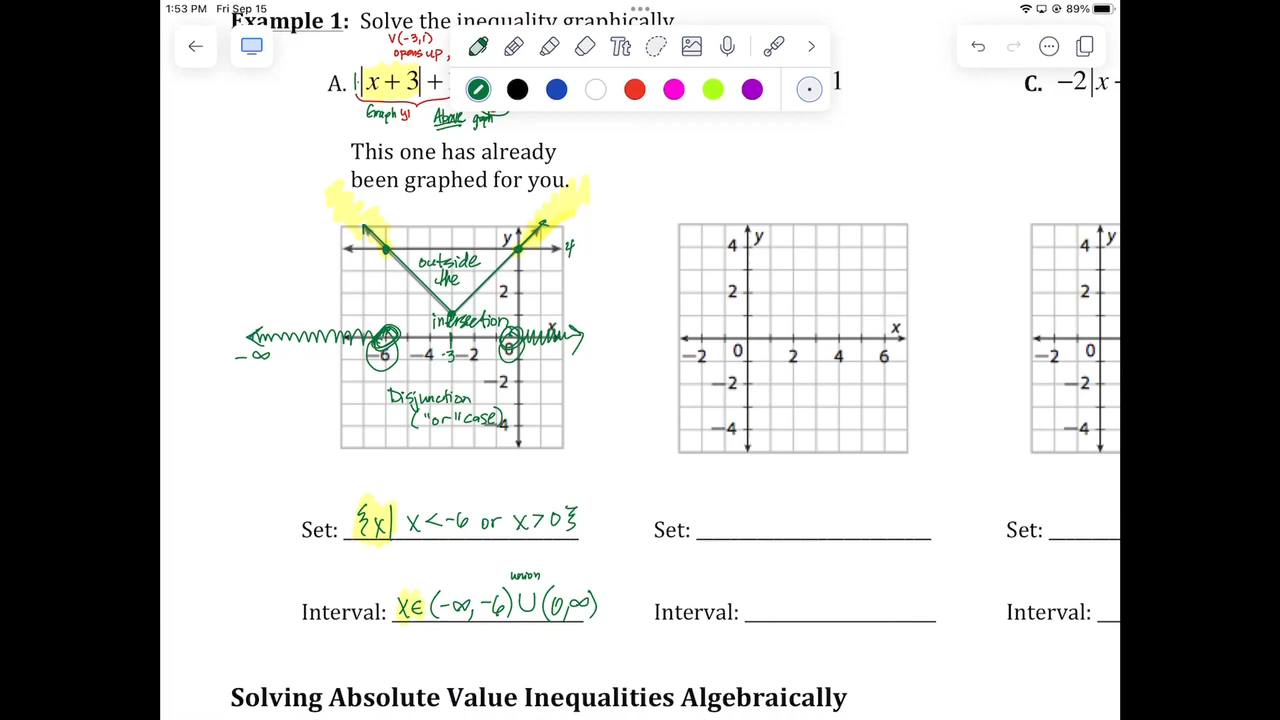 1:53 PM Fri Sep 15
89%
Example 1: Solve the inequality graphically
V(-3,1)
opens up,
A. 1|x + 3| +
1
C. −2|x
Graph y1
Above graph
This one has already
been graphed for you.
y
4
outside
the
2
intersection
x
−∞
−6 −4 -3 −2 0
−2
Disjunction
("or" case)
−4
4 y
2
x
−2 0 2 4 6
−2
−4
4 y
2
−2 0
−2
−4
Set: {x| x < -6 or x > 0}
Set:
Set:
union
Interval: x∈ (-∞, -6) ∪ (0, ∞)
Interval:
Interval:
Solving Absolute Value Inequalities Algebraically